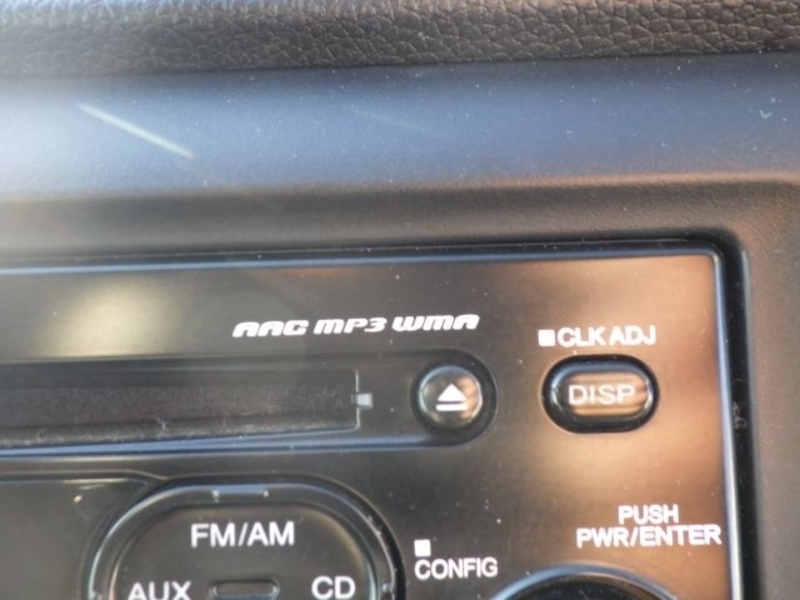 AAC MP3 WMA
CLK ADJ
DISP
PUSH
PWR/ENTER
FM/AM
CONFIG
AUX
CD